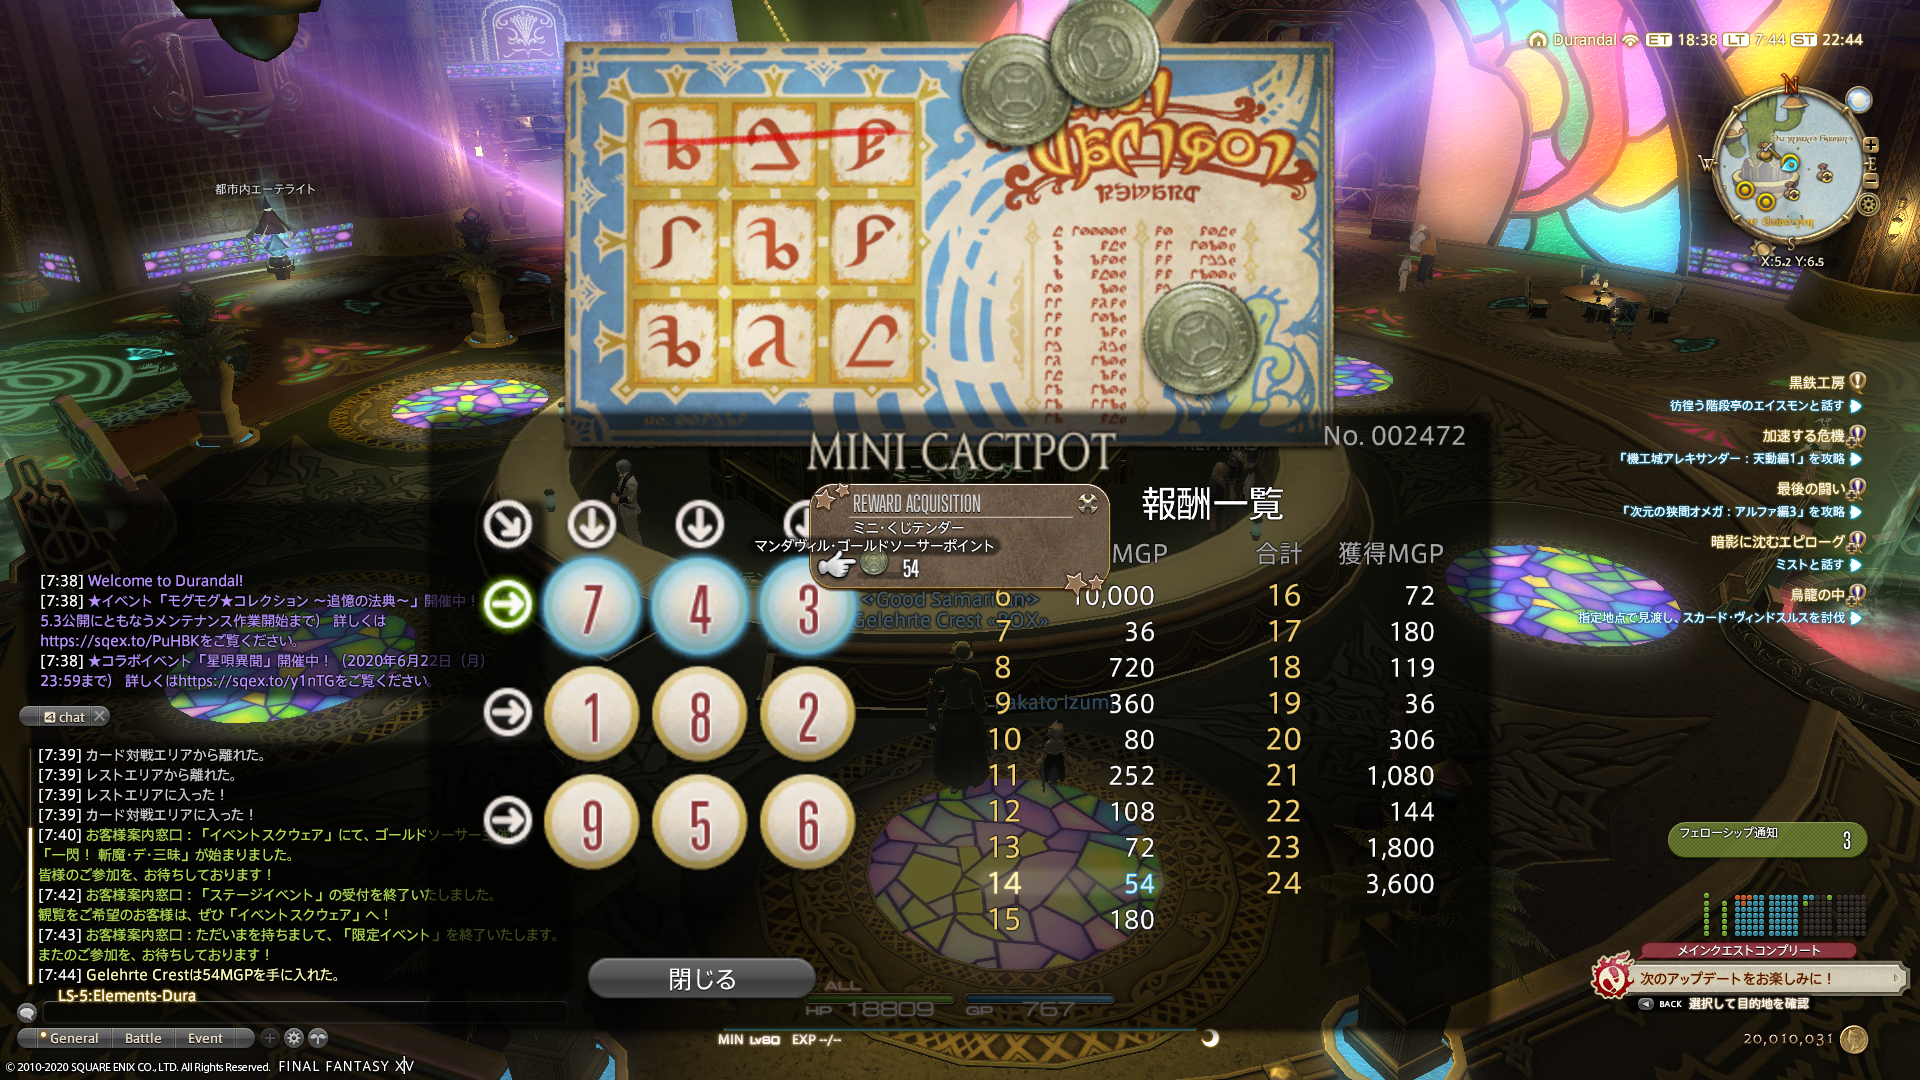 Durandal ET 18:38 LT 7:44 ST 22:44
N
W
E
S
X:5.2 Y:6.5
都市内エーテライト
MINI CACTPOT
No. 002472
REWARD ACQUISITION
ミニ・くじテンダー
マンダヴィル・ゴールドソーサーポイント
54
報酬一覧
MGP 合計 獲得MGP
6 10,000 16 72
7 36 17 180
8 720 18 119
9 360 19 36
10 80 20 306
11 252 21 1,080
12 108 22 144
13 72 23 1,800
14 54 24 3,600
15 180
7 4 3
1 8 2
9 5 6
<<Good Samaritan>>
Gelehrte Crest «FOX»
閉じる
ALL
HP 18809 GP 767
MIN Lv80 EXP --/--
[7:38] Welcome to Durandal!
[7:38] ★イベント「モグモグ★コレクション ～追憶の法典～」開催中！
5.3公開にともなうメンテナンス作業開始まで） 詳しくは
https://sqex.to/PuHBKをご覧ください。
[7:38] ★コラボイベント「星唄異聞」開催中！（2020年6月22日（月）
23:59まで） 詳しくはhttps://sqex.to/y1nTGをご覧ください。
4 chat
[7:39] カード対戦エリアから離れた。
[7:39] レストエリアから離れた。
[7:39] レストエリアに入った！
[7:39] カード対戦エリアに入った！
[7:40] お客様案内窓口：「イベントスクウェア」にて、ゴールドソーサー
「一閃！ 斬魔・デ・三昧」が始まりました。
皆様のご参加を、お待ちしております！
[7:42] お客様案内窓口：「ステージイベント」の受付を終了いたしました。
観覧をご希望のお客様は、ぜひ「イベントスクウェア」へ！
[7:43] お客様案内窓口：ただいまを持ちまして、「限定イベント」を終了いたします。
またのご参加を、お待ちしております！
[7:44] Gelehrte Crestは54MGPを手に入れた。
LS-5:Elements-Dura
General Battle Event
© 2010-2020 SQUARE ENIX CO., LTD. All Rights Reserved. FINAL FANTASY XIV
黒鉄工房
彷徨う階段亭のエイスモンと話す
加速する危機
「機工城アレキサンダー：天動編1」を攻略
最後の闘い
「次元の狭間オメガ：アルファ編3」を攻略
暗影に沈むエピローグ
ミストと話す
鳥籠の中
指定地点で見渡し、スカード・ヴィンドスルスを討伐
フェローシップ通知
3
メインクエストコンプリート
次のアップデートをお楽しみに！
BACK 選択して目的地を確認
20,010,031